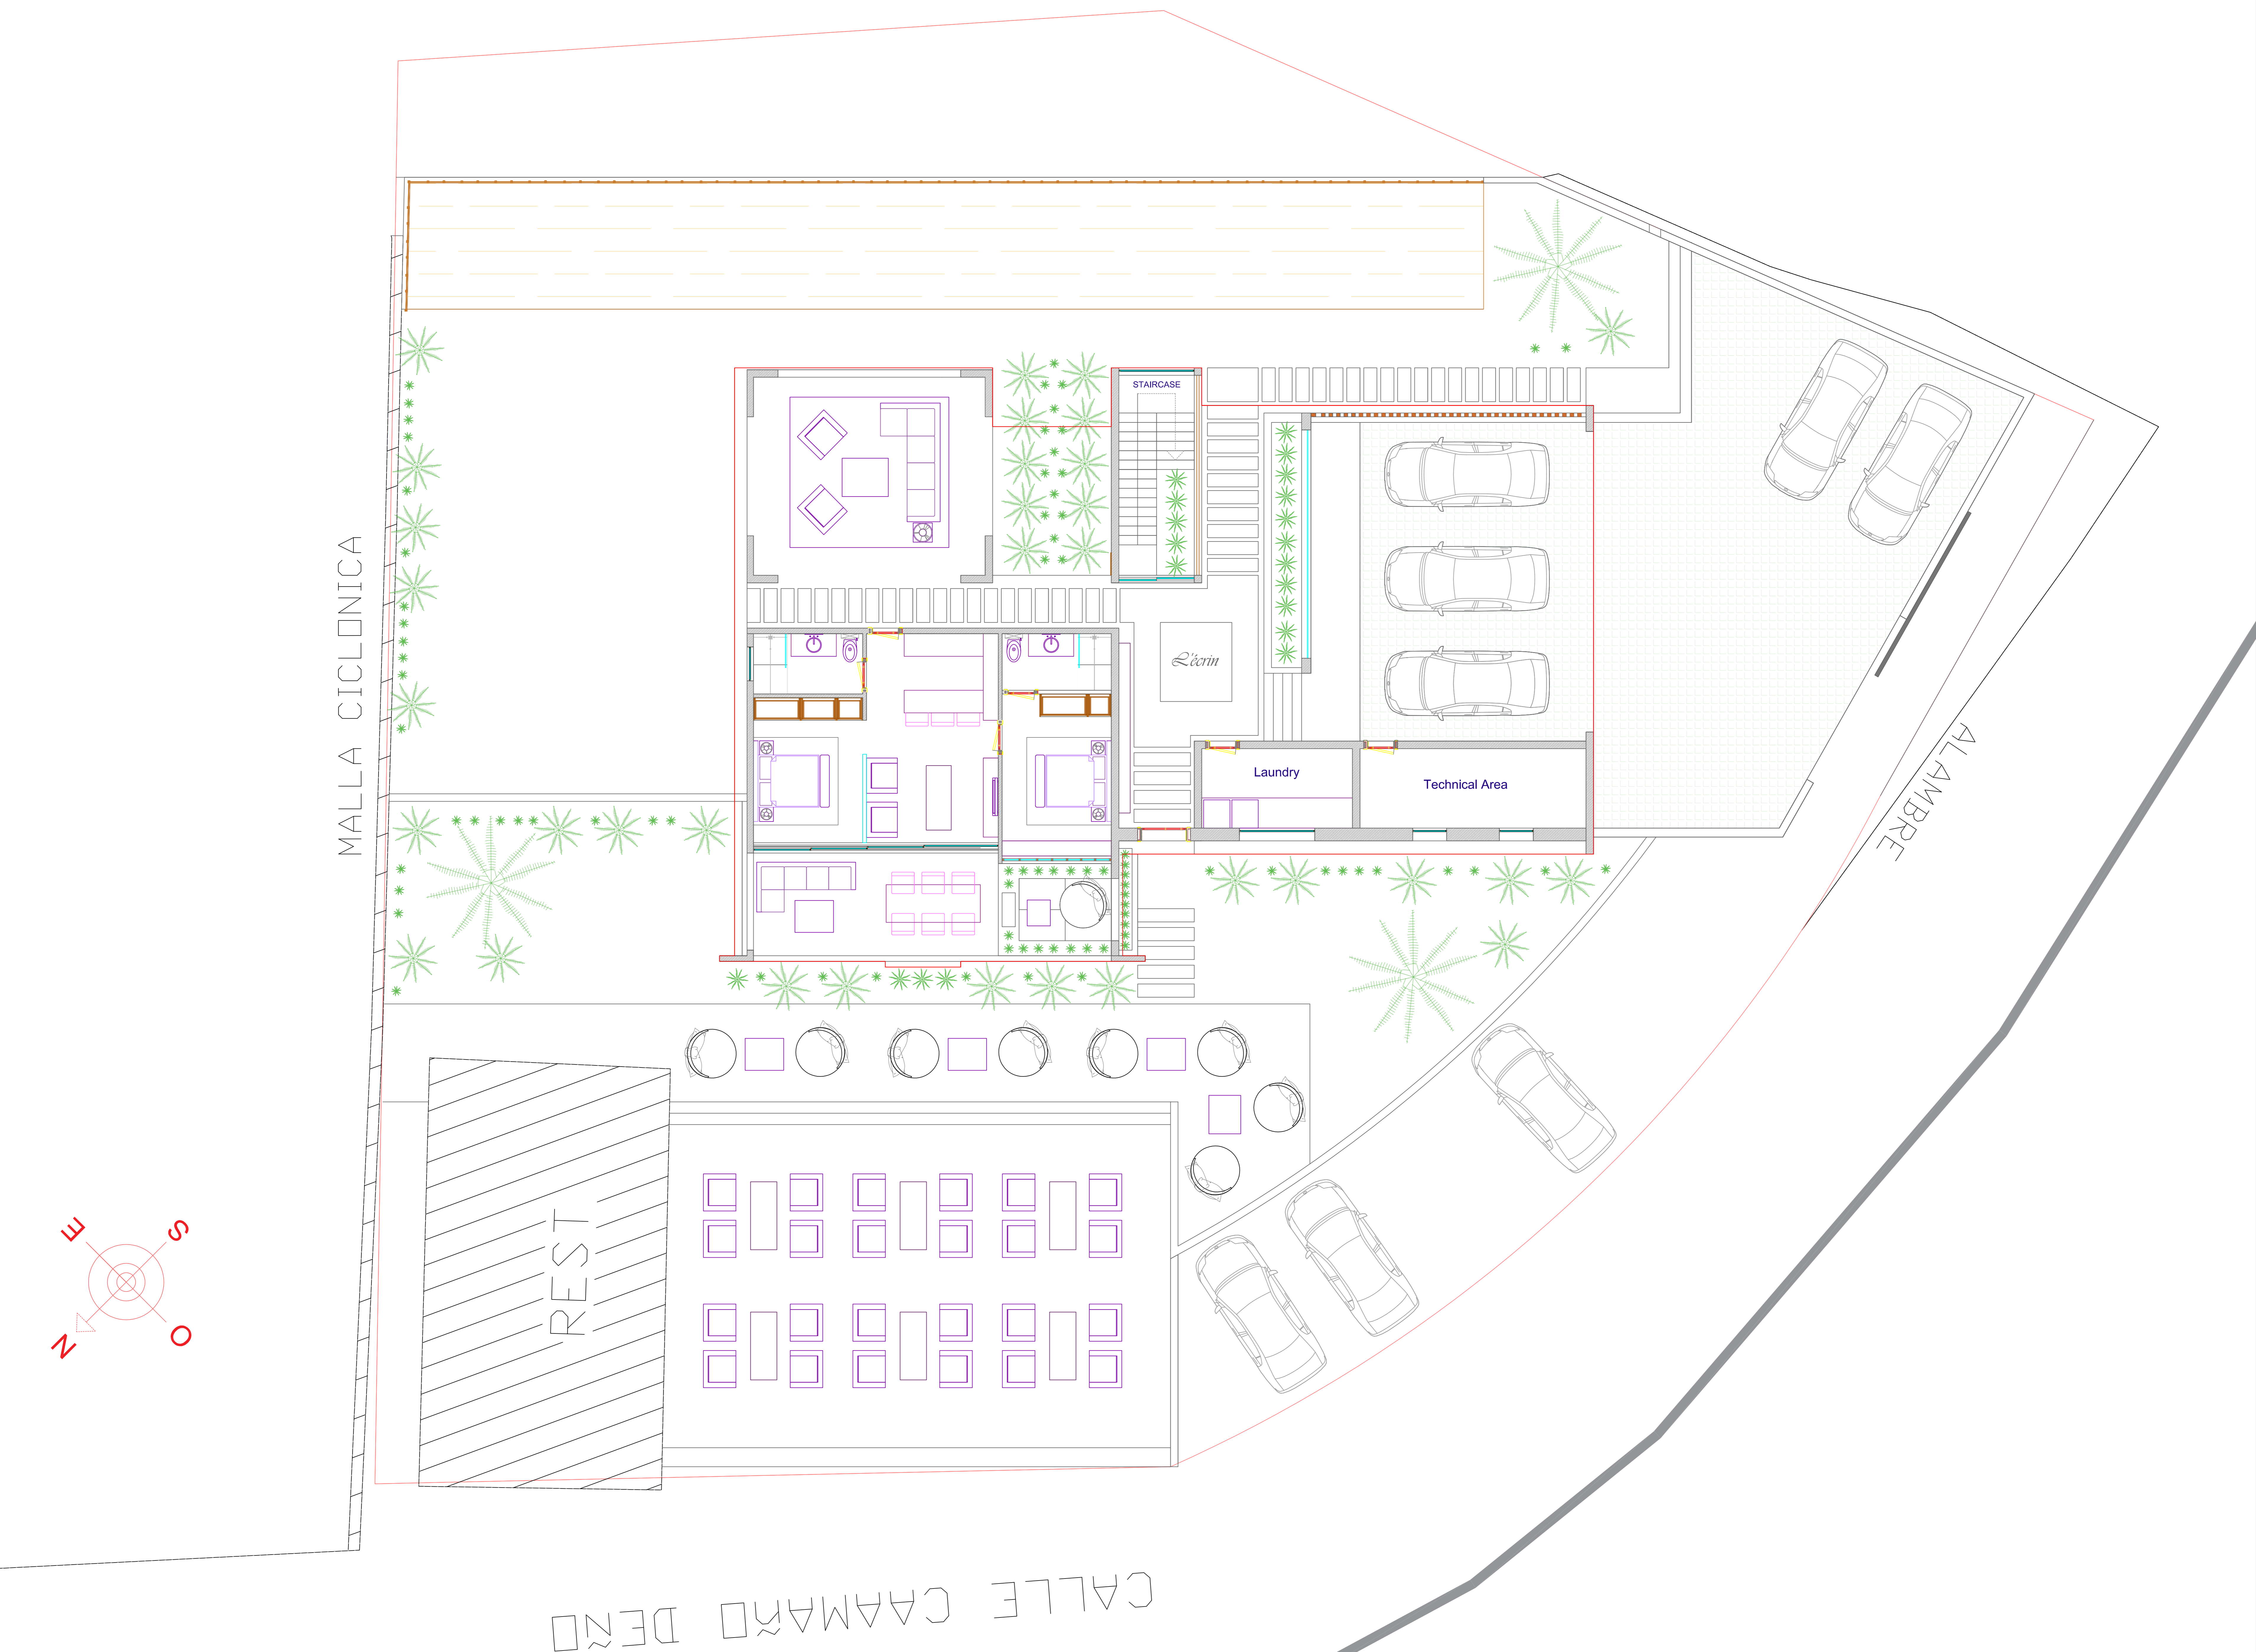 STAIRCASE
MALLA CICLONICA
L'écrin
Laundry
Technical Area
ALAMBRE
REST
E
S
N
O
CALLE CAAMAÑO DEÑO